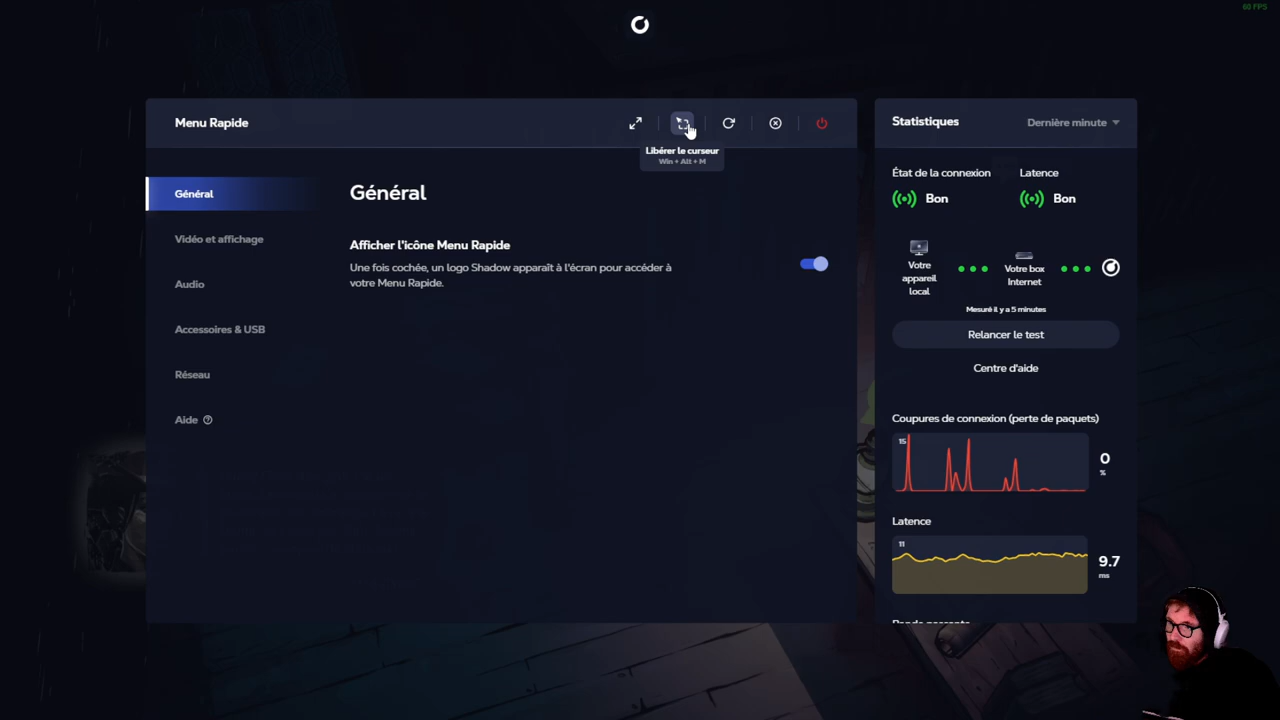 60 FPS
Menu Rapide
Libérer le curseur
Win + Alt + M
Général
Vidéo et affichage
Audio
Accessoires & USB
Réseau
Aide
Général
Afficher l'icône Menu Rapide
Une fois cochée, un logo Shadow apparaît à l'écran pour accéder à
votre Menu Rapide.
Statistiques
Dernière minute
État de la connexion
Latence
Bon
Bon
Votre
appareil
local
Votre box
Internet
Mesuré il y a 5 minutes
Relancer le test
Centre d'aide
Coupures de connexion (perte de paquets)
15
0
%
Latence
11
9.7
ms